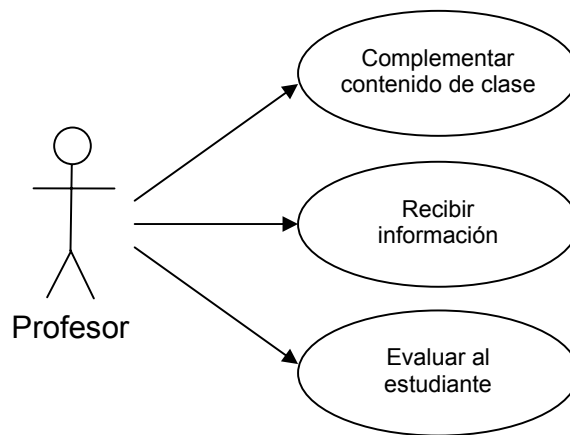 Complementar
contenido de clase
Recibir
información
Profesor
Evaluar al
estudiante